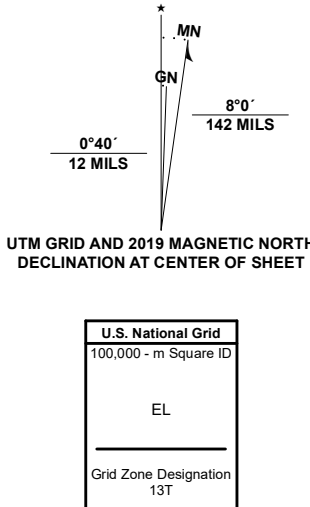 ★
MN
GN
8°0´
142 MILS
0°40´
12 MILS
UTM GRID AND 2019 MAGNETIC NORTH
DECLINATION AT CENTER OF SHEET
U.S. National Grid
100,000 - m Square ID
EL
Grid Zone Designation
13T